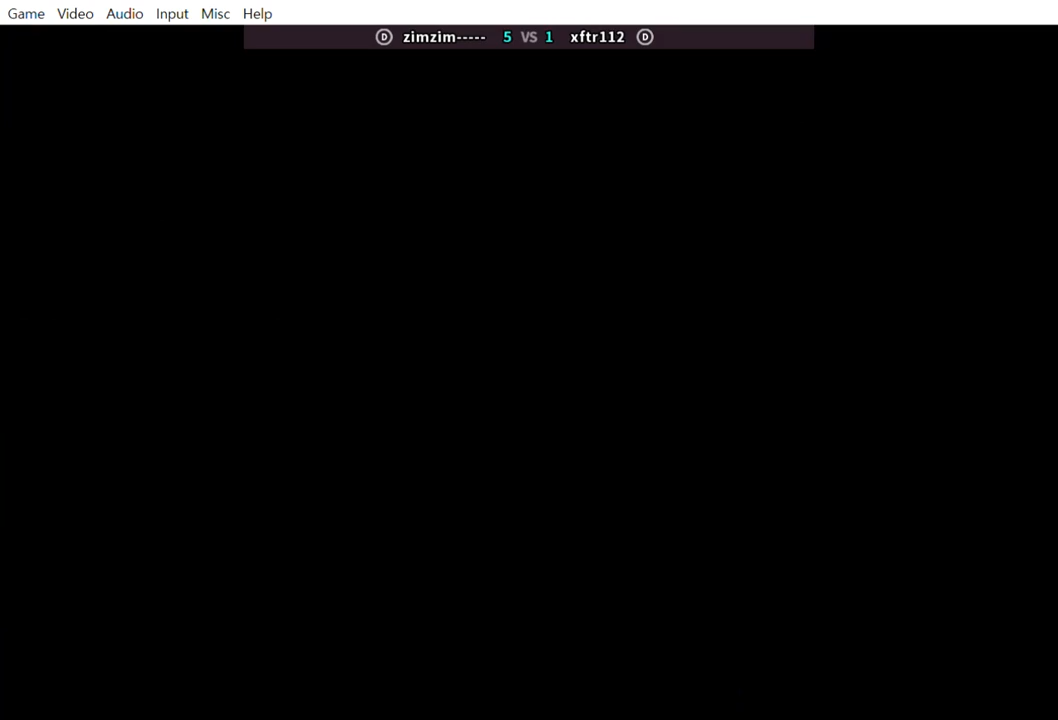 Game Video Audio Input Misc Help
D zimzim----- 5 VS 1 xftr112 D